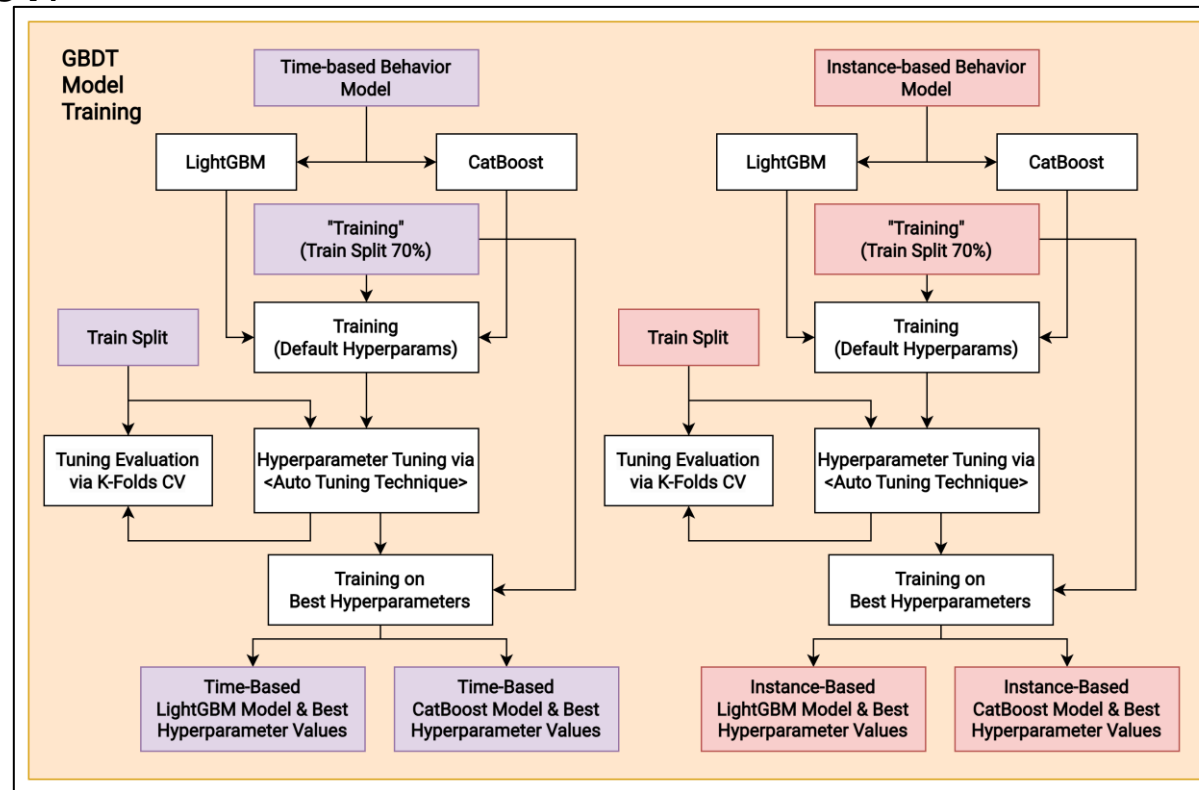 GBDT
Model
Training
Time-based Behavior
Model
LightGBM
CatBoost
"Training"
(Train Split 70%)
Train Split
Training
(Default Hyperparams)
Tuning Evaluation
via K-Folds CV
Hyperparameter Tuning via
<Auto Tuning Technique>
Training on
Best Hyperparameters
Time-Based
LightGBM Model & Best
Hyperparameter Values
Time-Based
CatBoost Model & Best
Hyperparameter Values
Instance-based Behavior
Model
LightGBM
CatBoost
"Training"
(Train Split 70%)
Train Split
Training
(Default Hyperparams)
Tuning Evaluation
via K-Folds CV
Hyperparameter Tuning via
<Auto Tuning Technique>
Training on
Best Hyperparameters
Instance-Based
LightGBM Model & Best
Hyperparameter Values
Instance-Based
CatBoost Model & Best
Hyperparameter Values